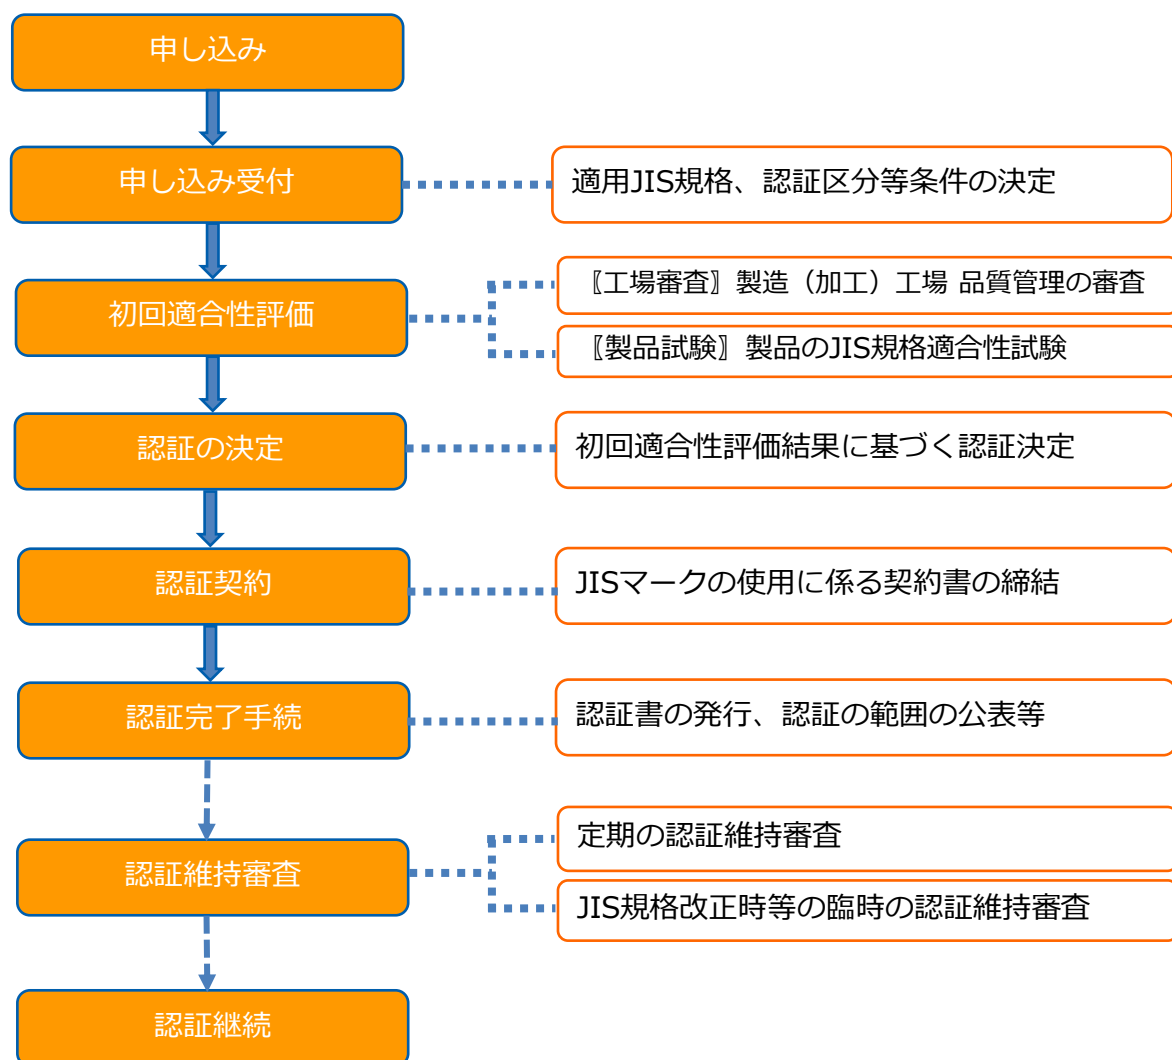 申し込み
申し込み受付
適用JIS規格、認証区分等条件の決定
初回適合性評価
〖工場審査〗製造（加工）工場 品質管理の審査
〖製品試験〗製品のJIS規格適合性試験
認証の決定
初回適合性評価結果に基づく認証決定
認証契約
JISマークの使用に係る契約書の締結
認証完了手続
認証書の発行、認証の範囲の公表等
認証維持審査
定期の認証維持審査
JIS規格改正時等の臨時の認証維持審査
認証継続